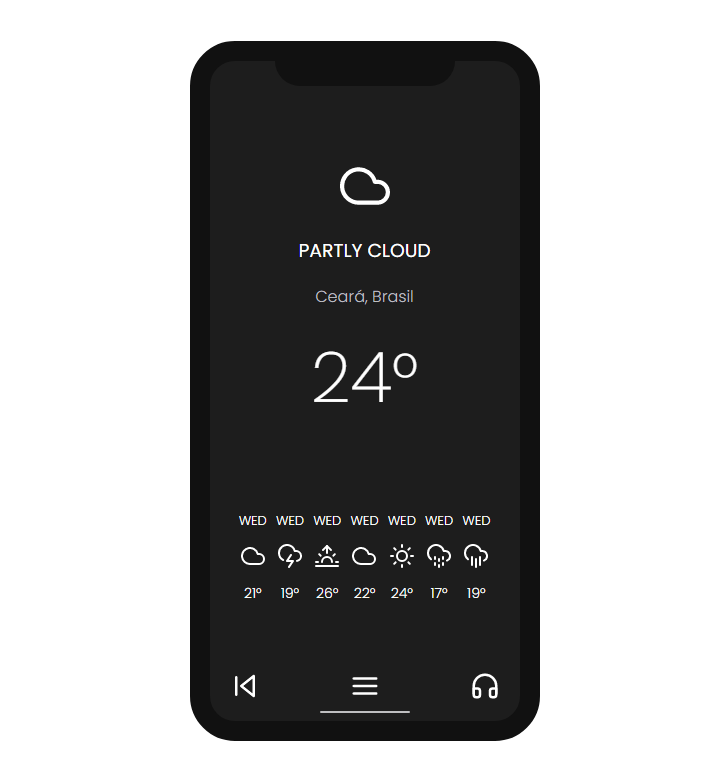 PARTLY CLOUD
Ceará, Brasil
24º
WED WED WED WED WED WED WED
21º 19º 26º 22º 24º 17º 19º